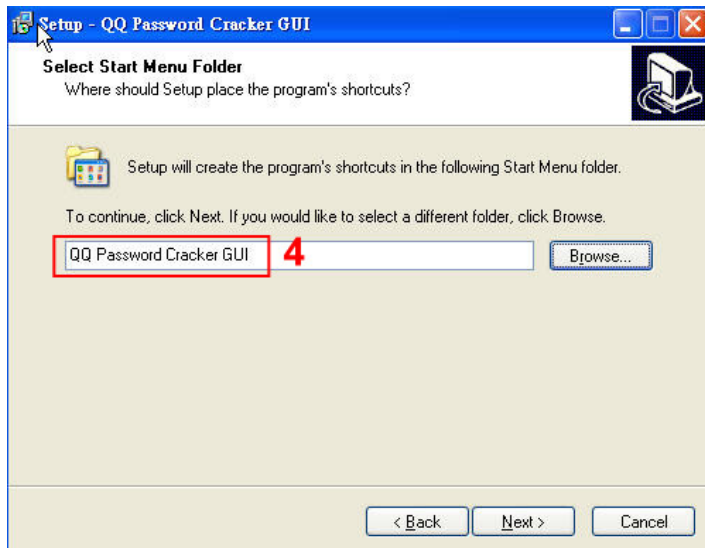 Setup - QQ Password Cracker GUI
Select Start Menu Folder
Where should Setup place the program's shortcuts?
Setup will create the program's shortcuts in the following Start Menu folder.
To continue, click Next. If you would like to select a different folder, click Browse.
QQ Password Cracker GUI 4 Browse...
< Back Next > Cancel